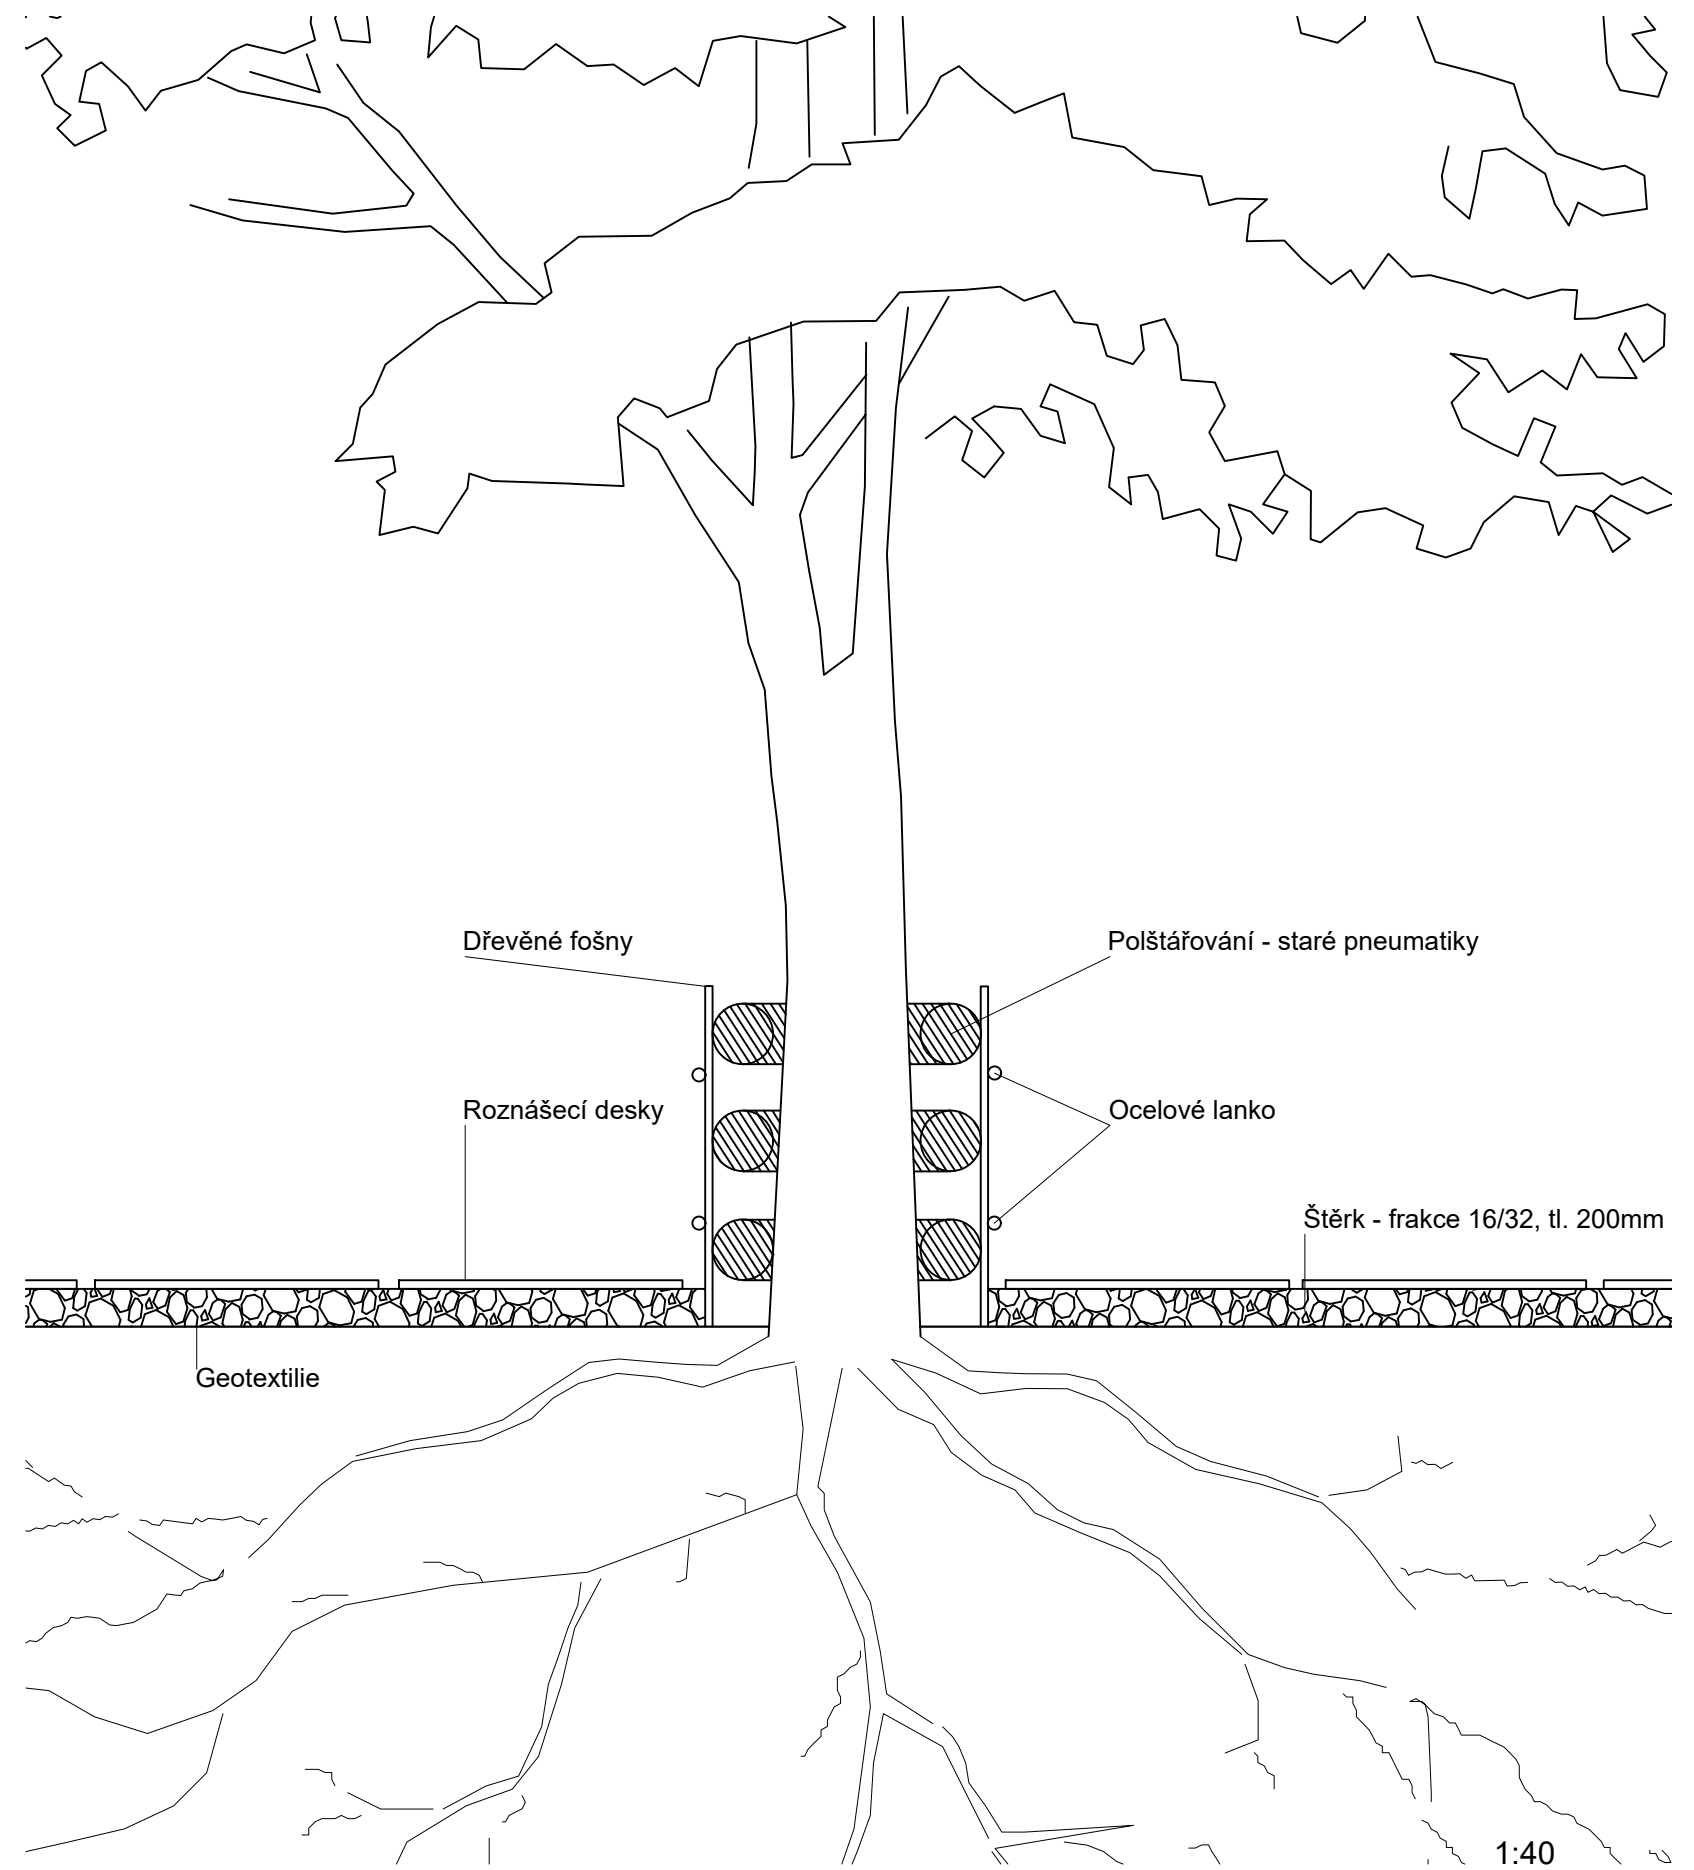 Dřevěné fošny
Polštářování - staré pneumatiky
Roznášecí desky
Ocelové lanko
Štěrk - frakce 16/32, tl. 200mm
Geotextilie
1:40